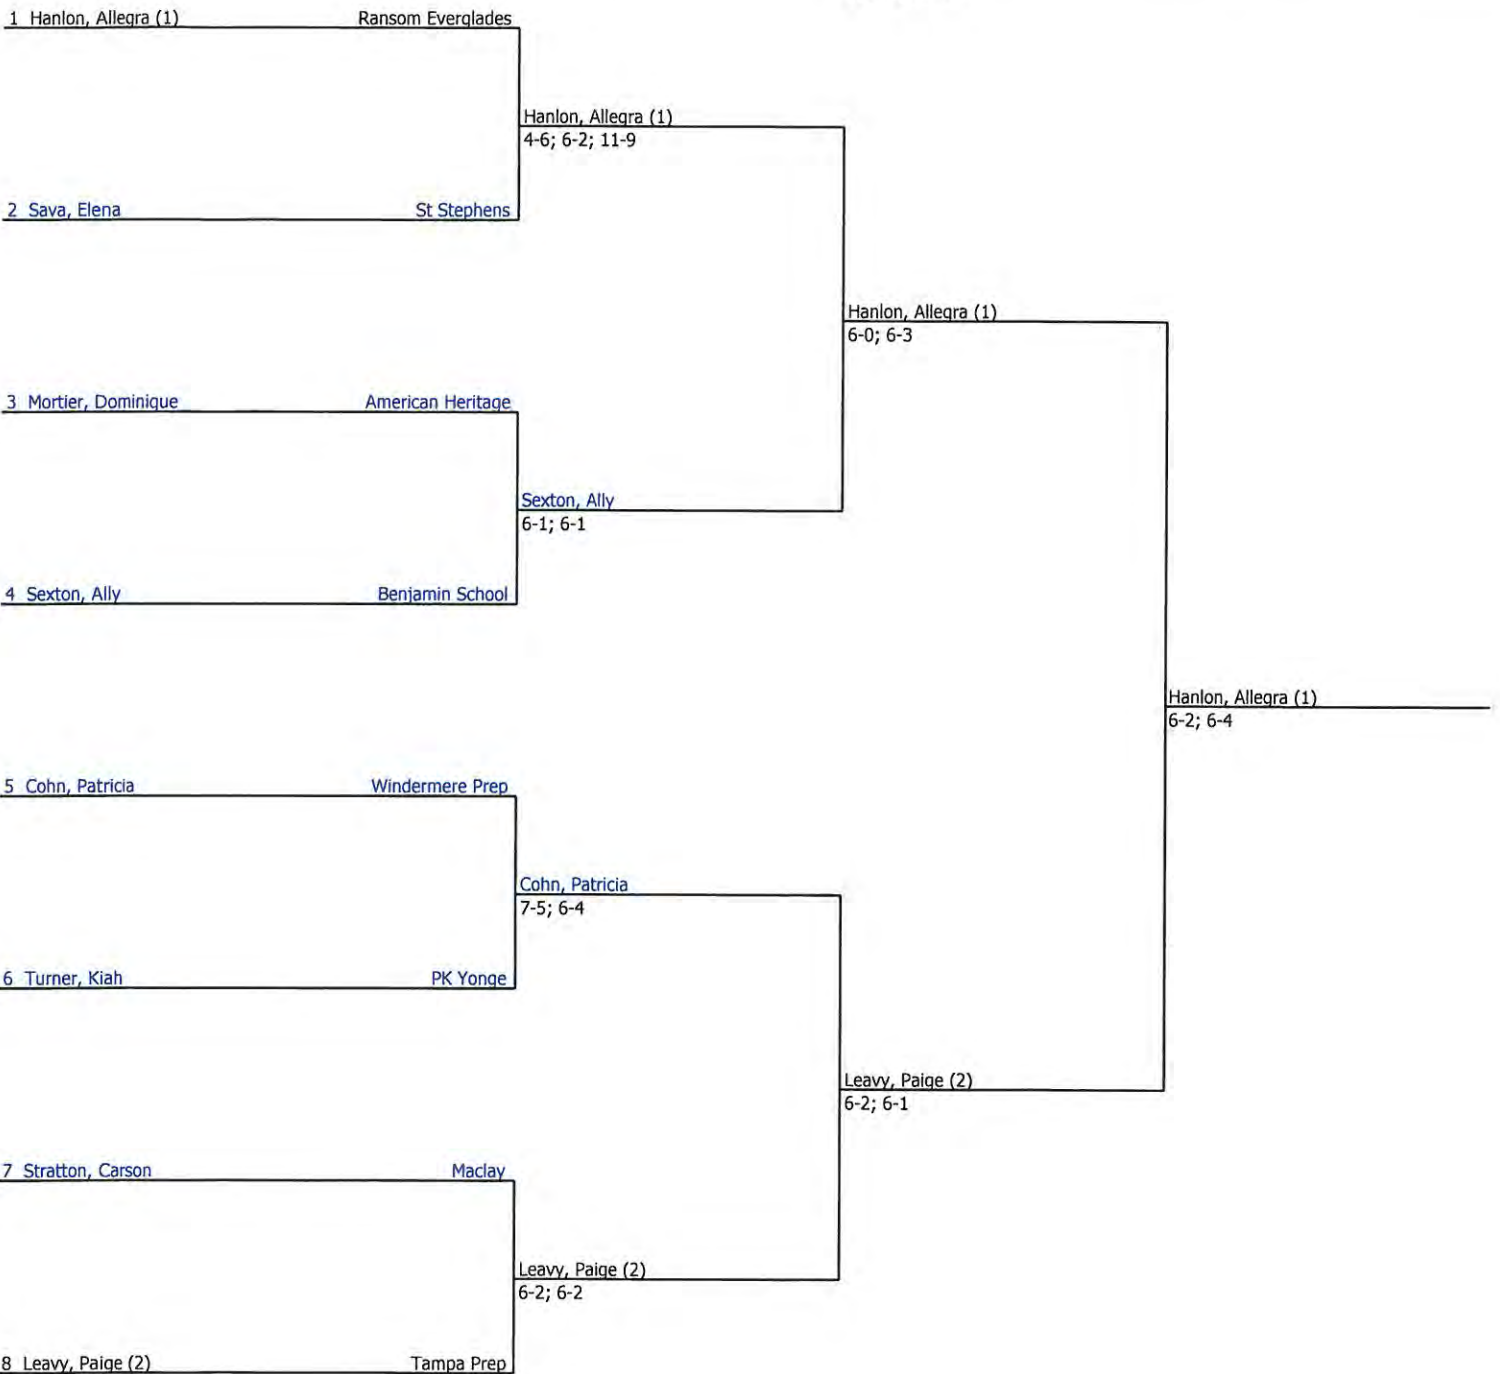 1 Hanlon, Allegra (1) Ransom Everglades
Hanlon, Allegra (1)
4-6; 6-2; 11-9
2 Sava, Elena St Stephens
Hanlon, Allegra (1)
6-0; 6-3
3 Mortier, Dominique American Heritage
Sexton, Ally
6-1; 6-1
4 Sexton, Ally Benjamin School
Hanlon, Allegra (1)
6-2; 6-4
5 Cohn, Patricia Windermere Prep
Cohn, Patricia
7-5; 6-4
6 Turner, Kiah PK Yonge
Leavy, Paige (2)
6-2; 6-1
7 Stratton, Carson Maclay
Leavy, Paige (2)
6-2; 6-2
8 Leavy, Paige (2) Tampa Prep